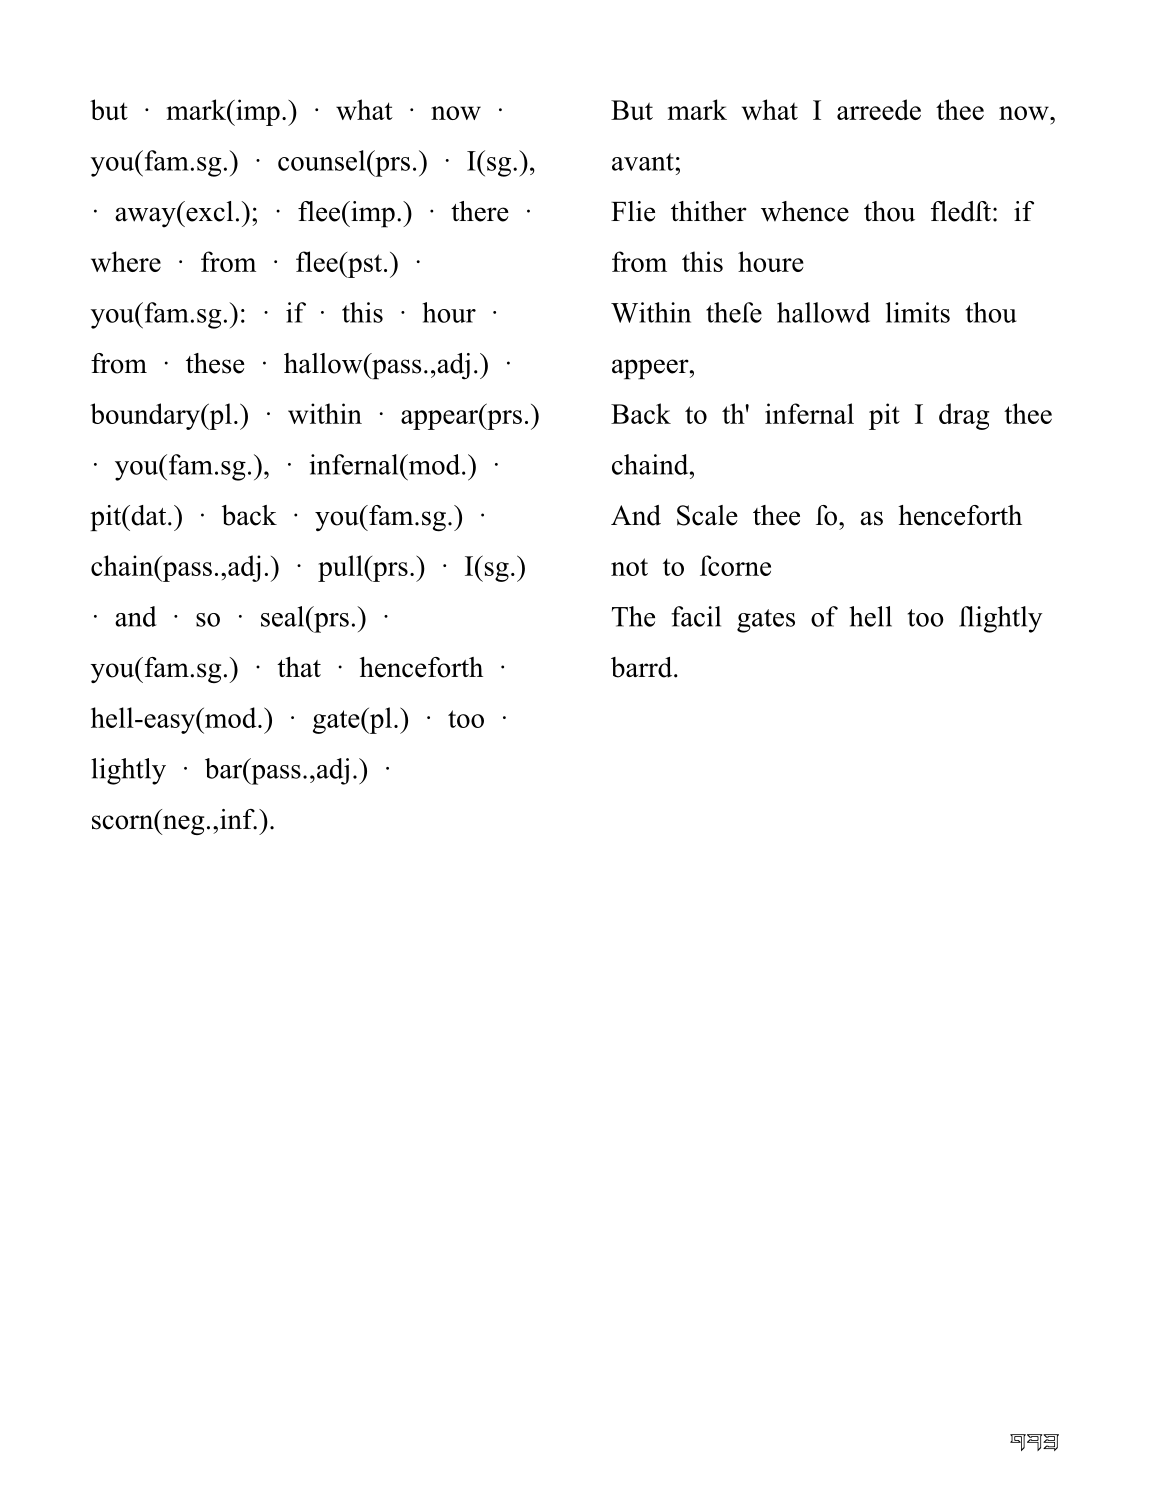 but · mark(imp.) · what · now ·
you(fam.sg.) · counsel(prs.) · I(sg.),
· away(excl.); · flee(imp.) · there ·
where · from · flee(pst.) ·
you(fam.sg.): · if · this · hour ·
from · these · hallow(pass.,adj.) ·
boundary(pl.) · within · appear(prs.)
· you(fam.sg.), · infernal(mod.) ·
pit(dat.) · back · you(fam.sg.) ·
chain(pass.,adj.) · pull(prs.) · I(sg.)
· and · so · seal(prs.) ·
you(fam.sg.) · that · henceforth ·
hell-easy(mod.) · gate(pl.) · too ·
lightly · bar(pass.,adj.) ·
scorn(neg.,inf.).
But mark what I arreede thee now,
avant;
Flie thither whence thou fledſt: if
from this houre
Within theſe hallowd limits thou
appeer,
Back to th' infernal pit I drag thee
chaind,
And Scale thee ſo, as henceforth
not to ſcorne
The facil gates of hell too ſlightly
barrd.